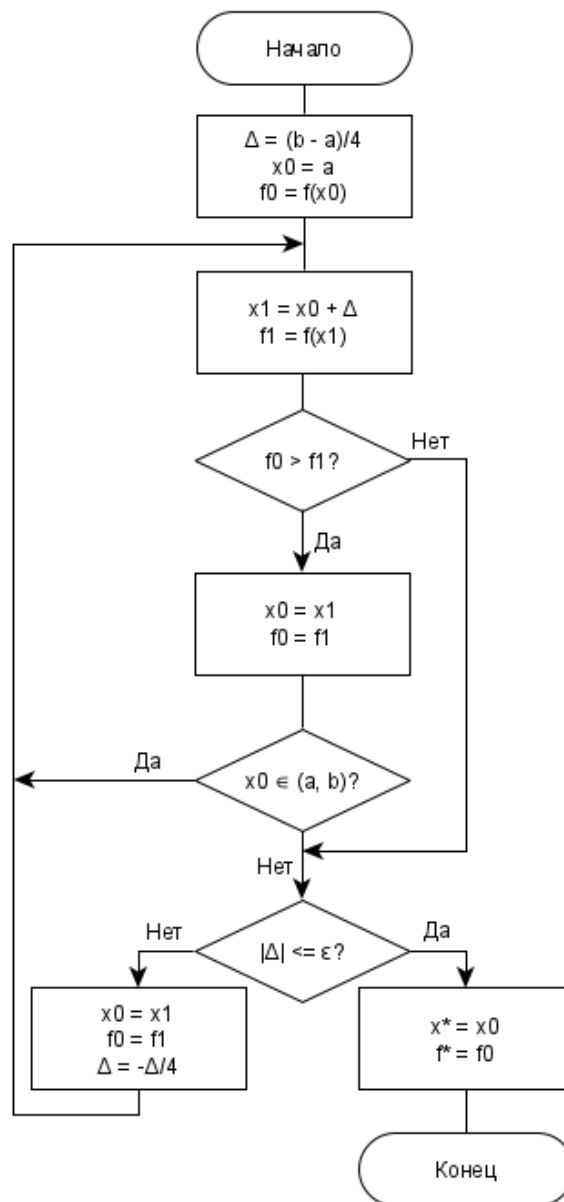 Начало
Δ = (b - a)/4
x0 = a
f0 = f(x0)
x1 = x0 + Δ
f1 = f(x1)
f0 > f1?
Нет
Да
x0 = x1
f0 = f1
Да
x0 ∈ (a, b)?
Нет
Нет
|Δ| <= ε?
Да
x0 = x1
f0 = f1
Δ = -Δ/4
x* = x0
f* = f0
Конец